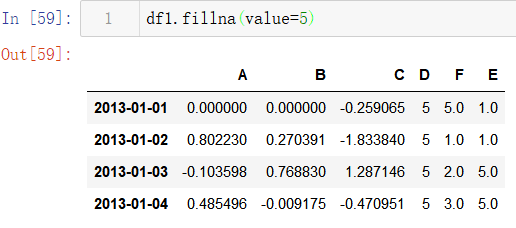 In [59]: 1 df1.fillna(value=5)
Out[59]:
A B C D F E
2013-01-01 0.000000 0.000000 -0.259065 5 5.0 1.0
2013-01-02 0.802230 0.270391 -1.833840 5 1.0 1.0
2013-01-03 -0.103598 0.768830 1.287146 5 2.0 5.0
2013-01-04 0.485496 -0.009175 -0.470951 5 3.0 5.0